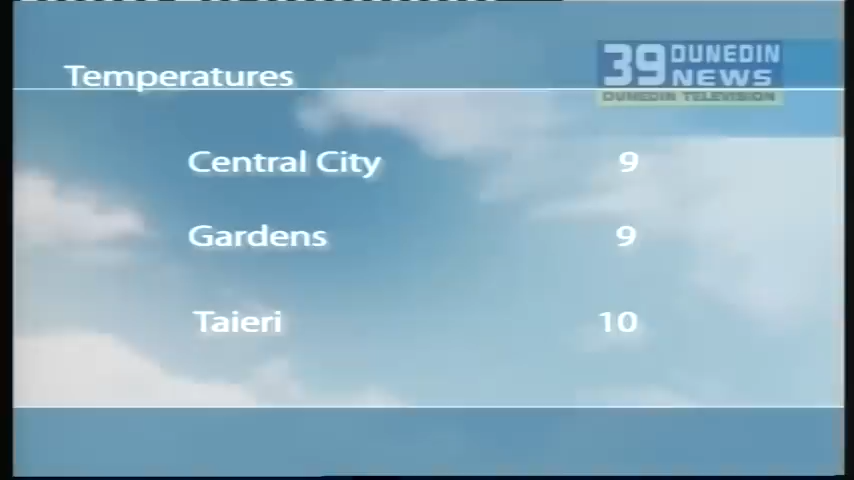 Temperatures
39 DUNEDIN NEWS
DUNEDIN TELEVISION
Central City 9
Gardens 9
Taieri 10